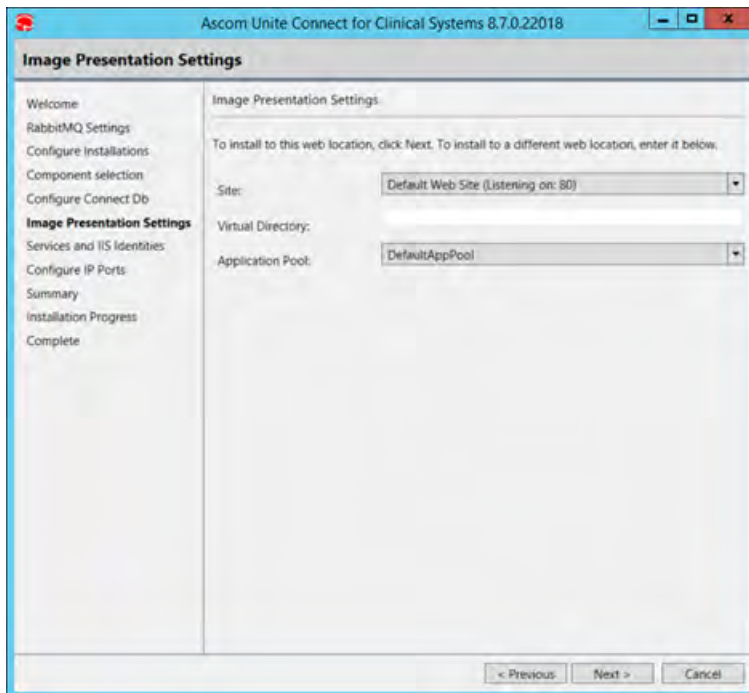 Ascom Unite Connect for Clinical Systems 8.7.0.22018
Image Presentation Settings
Welcome
RabbitMQ Settings
Configure Installations
Component selection
Configure Connect Db
Image Presentation Settings
Services and IIS Identities
Configure IP Ports
Summary
Installation Progress
Complete
Image Presentation Settings
To install to this web location, click Next. To install to a different web location, enter it below.
Site: Default Web Site (Listening on: 80)
Virtual Directory:
Application Pool: DefaultAppPool
< Previous Next > Cancel